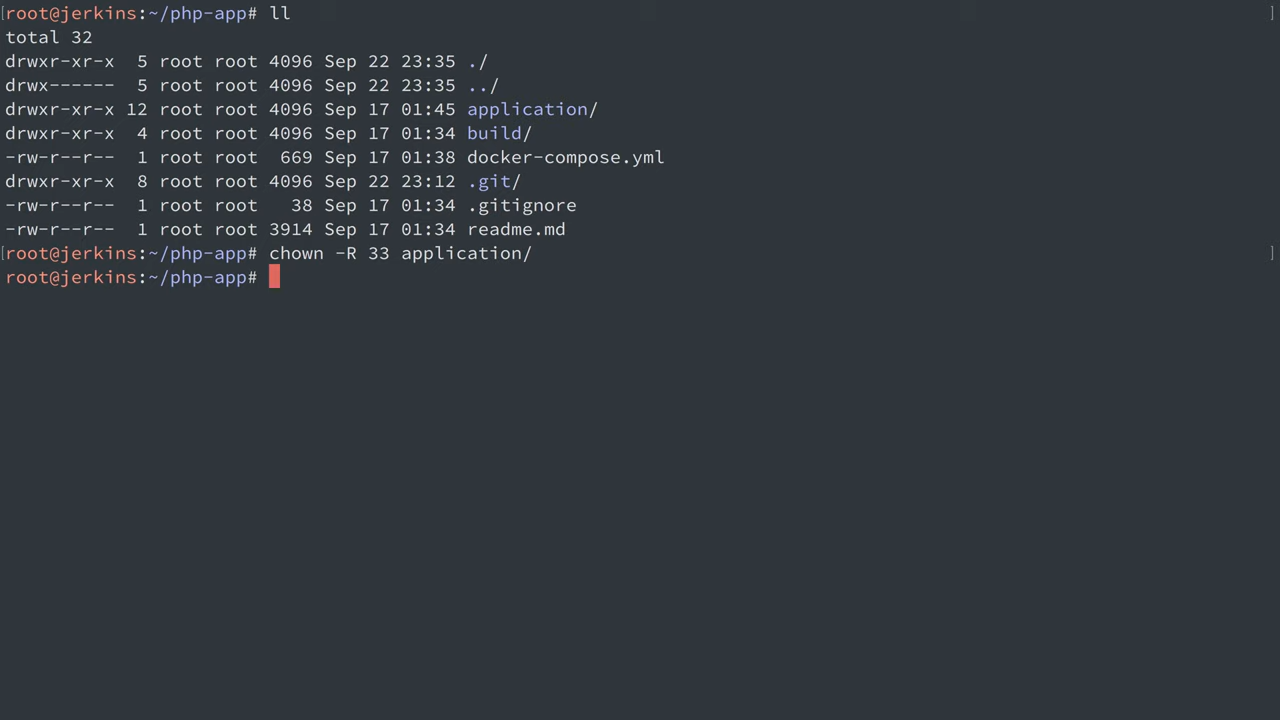 [root@jerkins:~/php-app# ll ]
total 32
drwxr-xr-x  5 root root 4096 Sep 22 23:35 ./
drwx------  5 root root 4096 Sep 22 23:35 ../
drwxr-xr-x 12 root root 4096 Sep 17 01:45 application/
drwxr-xr-x  4 root root 4096 Sep 17 01:34 build/
-rw-r--r--  1 root root  669 Sep 17 01:38 docker-compose.yml
drwxr-xr-x  8 root root 4096 Sep 22 23:12 .git/
-rw-r--r--  1 root root   38 Sep 17 01:34 .gitignore
-rw-r--r--  1 root root 3914 Sep 17 01:34 readme.md
[root@jerkins:~/php-app# chown -R 33 application/ ]
root@jerkins:~/php-app#